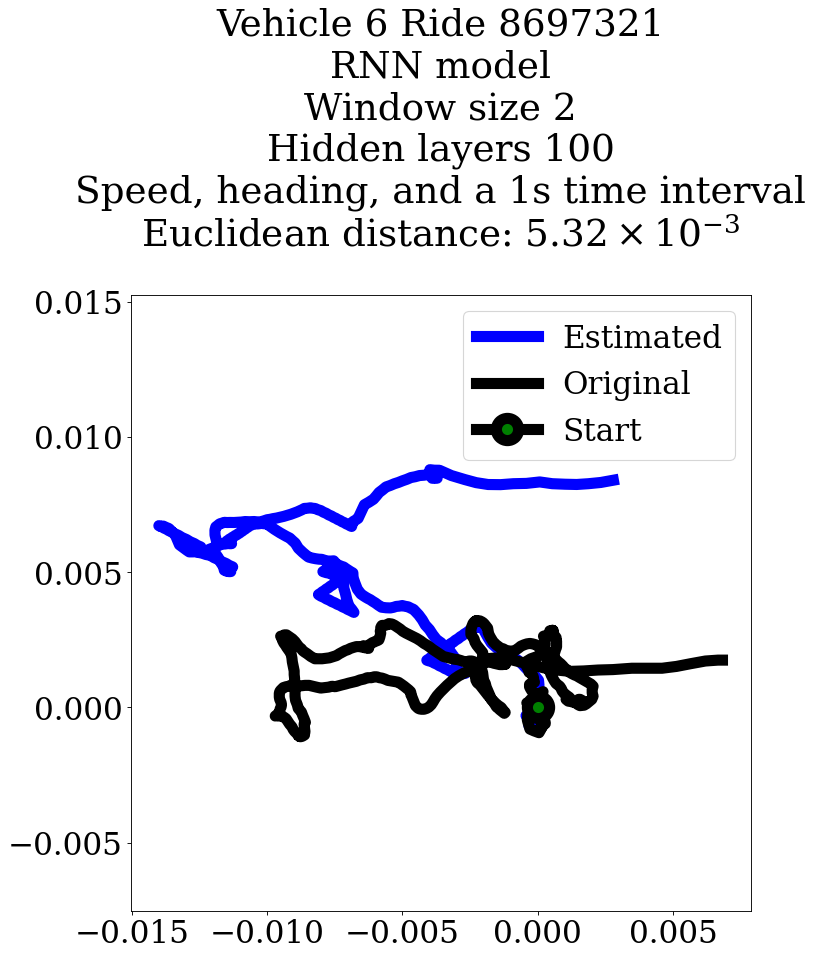 Vehicle 6 Ride 8697321
RNN model
Window size 2
Hidden layers 100
Speed, heading, and a 1s time interval
Euclidean distance: 5.32 × 10⁻³
0.015
0.010
0.005
0.000
−0.005
Estimated
Original
Start
−0.015 −0.010 −0.005 0.000 0.005